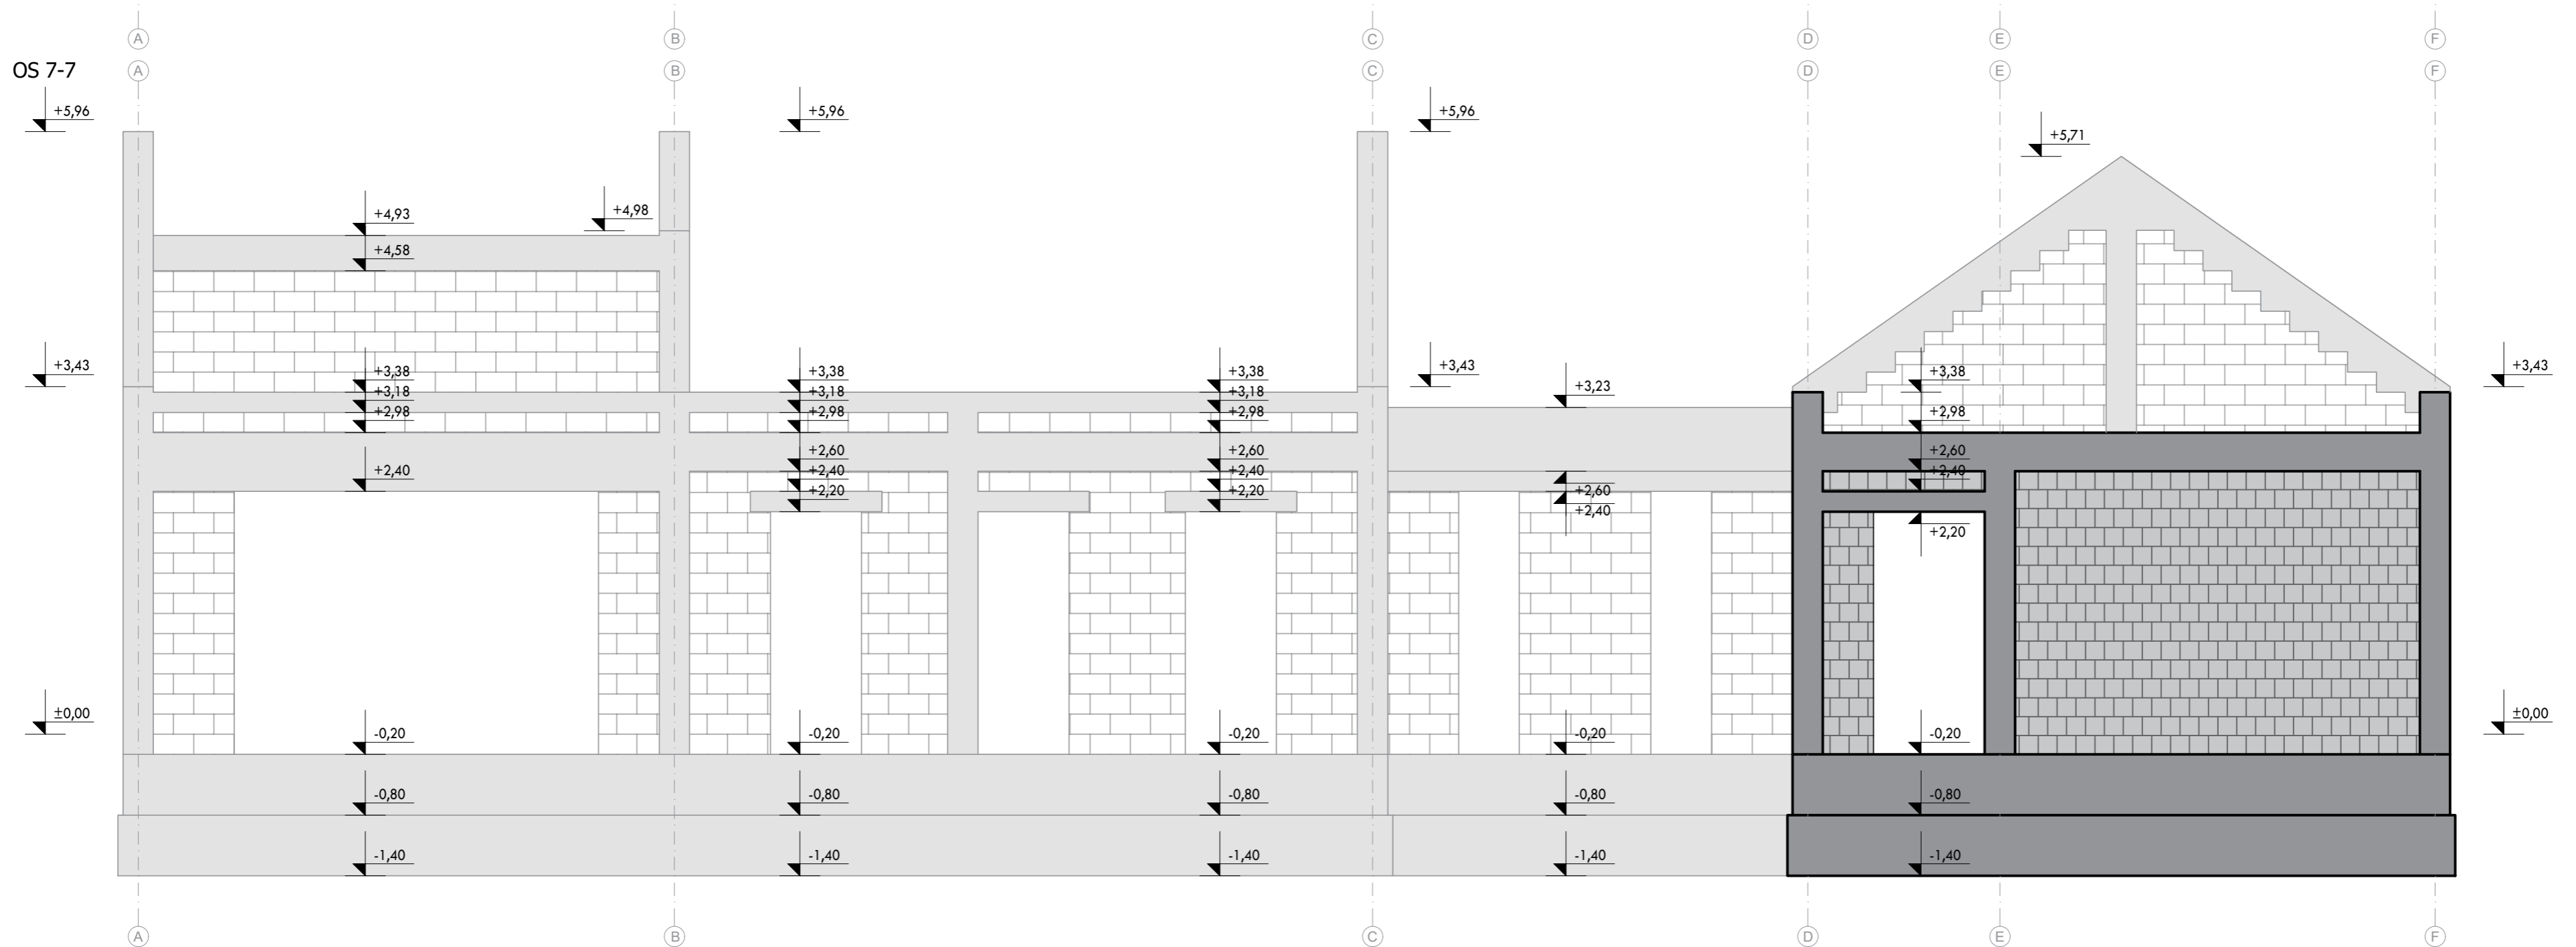 A B C D E F
OS 7-7 A B C D E F
+5,96 +5,96 +5,96
+5,71
+4,98
+4,93
+4,58
+3,43 +3,43 +3,43
+3,38 +3,38 +3,38 +3,38
+3,23
+3,18 +3,18 +3,18
+2,98 +2,98 +2,98 +2,98
+2,60 +2,60 +2,60
+2,40 +2,40 +2,40 +2,40
+2,60
+2,20 +2,20
+2,40
+2,20
±0,00 ±0,00
-0,20 -0,20 -0,20 -0,20 -0,20
-0,80 -0,80 -0,80 -0,80 -0,80
-1,40 -1,40 -1,40 -1,40 -1,40
A B C D E F